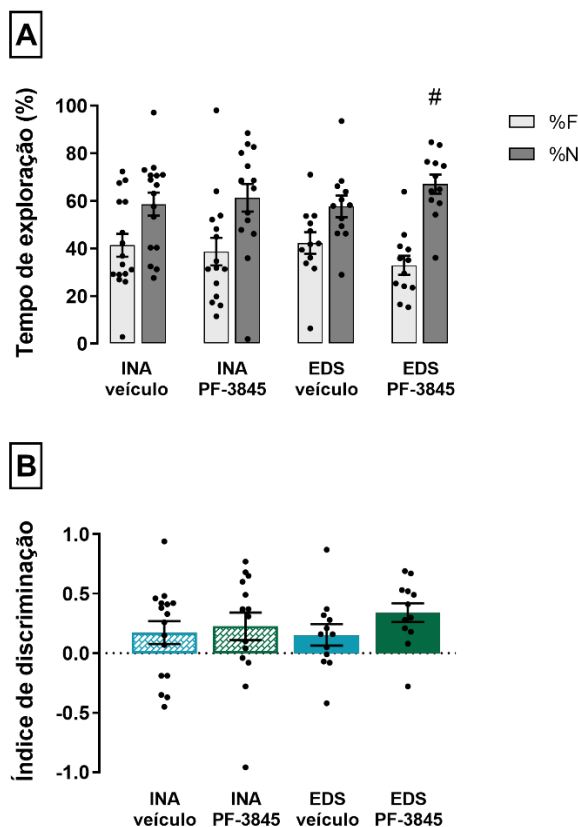 A
Tempo de exploração (%)
100
80
60
40
20
0
#
%F
%N
INA
veículo
INA
PF-3845
EDS
veículo
EDS
PF-3845
B
Índice de discriminação
1.0
0.5
0.0
-0.5
-1.0
INA
veículo
INA
PF-3845
EDS
veículo
EDS
PF-3845